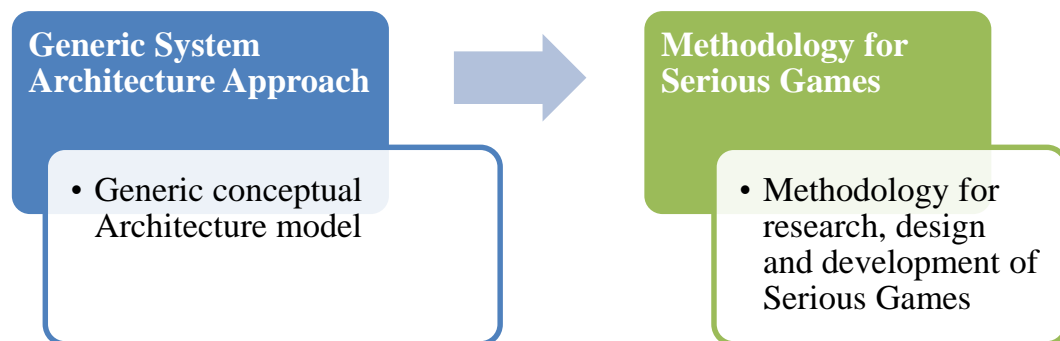 Generic System
Architecture Approach
• Generic conceptual
Architecture model
Methodology for
Serious Games
• Methodology for
research, design
and development of
Serious Games